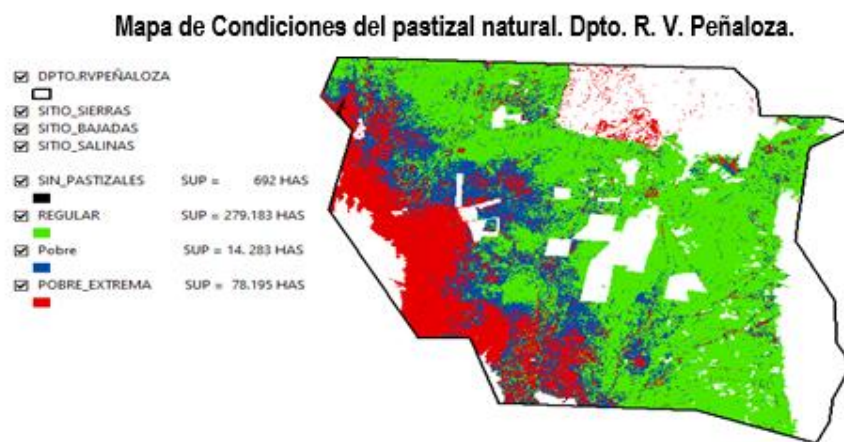 Mapa de Condiciones del pastizal natural. Dpto. R. V. Peñaloza.
DPTO.RVPEÑALOZA
SITIO_SIERRAS
SITIO_BAJADAS
SITIO_SALINAS
SIN_PASTIZALES SUP = 692 HAS
REGULAR SUP = 279.183 HAS
Pobre SUP = 14. 283 HAS
POBRE_EXTREMA SUP = 78.195 HAS